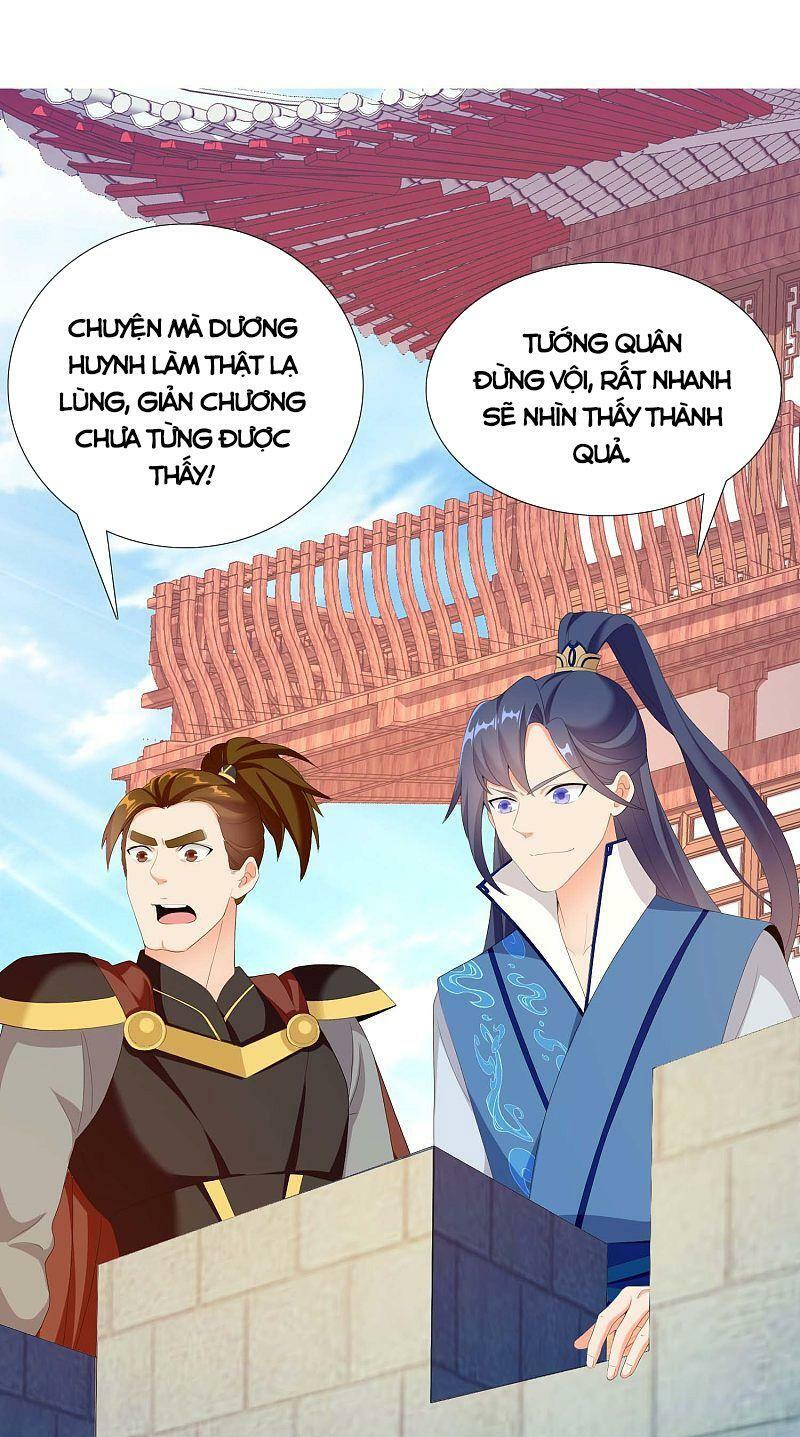 CHUYỆN MÀ DƯƠNG
HUYNH LÀM THẬT LẠ
LÙNG, GIẢN CHƯƠNG
CHƯA TỪNG ĐƯỢC
THẤY!
TƯỚNG QUÂN
ĐỪNG VỘI, RẤT NHANH
SẼ NHÌN THẤY THÀNH
QUẢ.